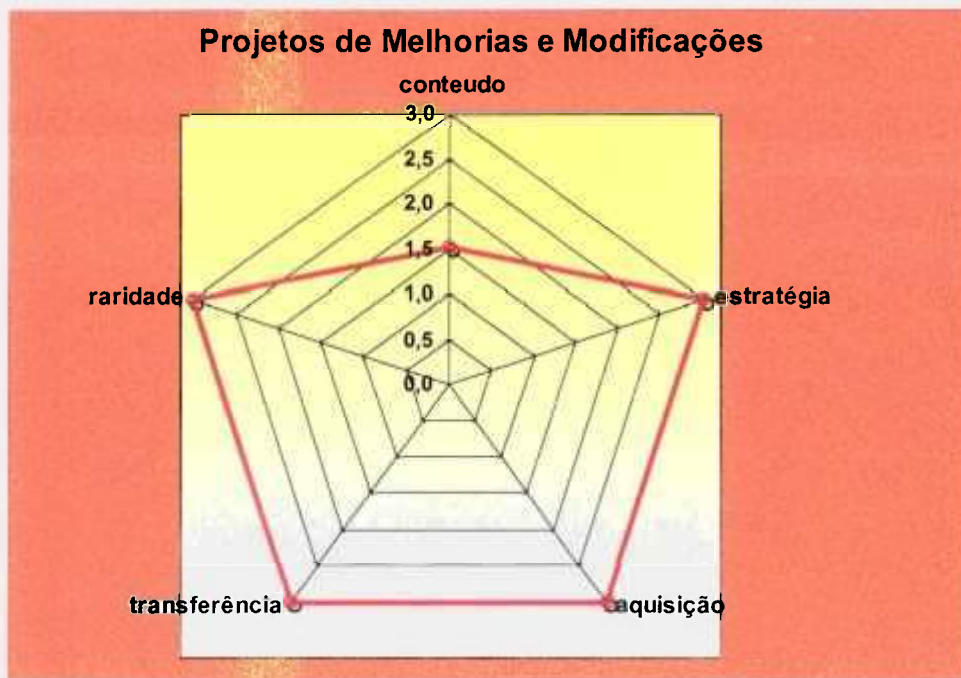 Projetos de Melhorias e Modificações
conteudo
3,0
2,5
2,0
1,5
1,0
0,5
0,0
raridade
estratégia
transferência
aquisição